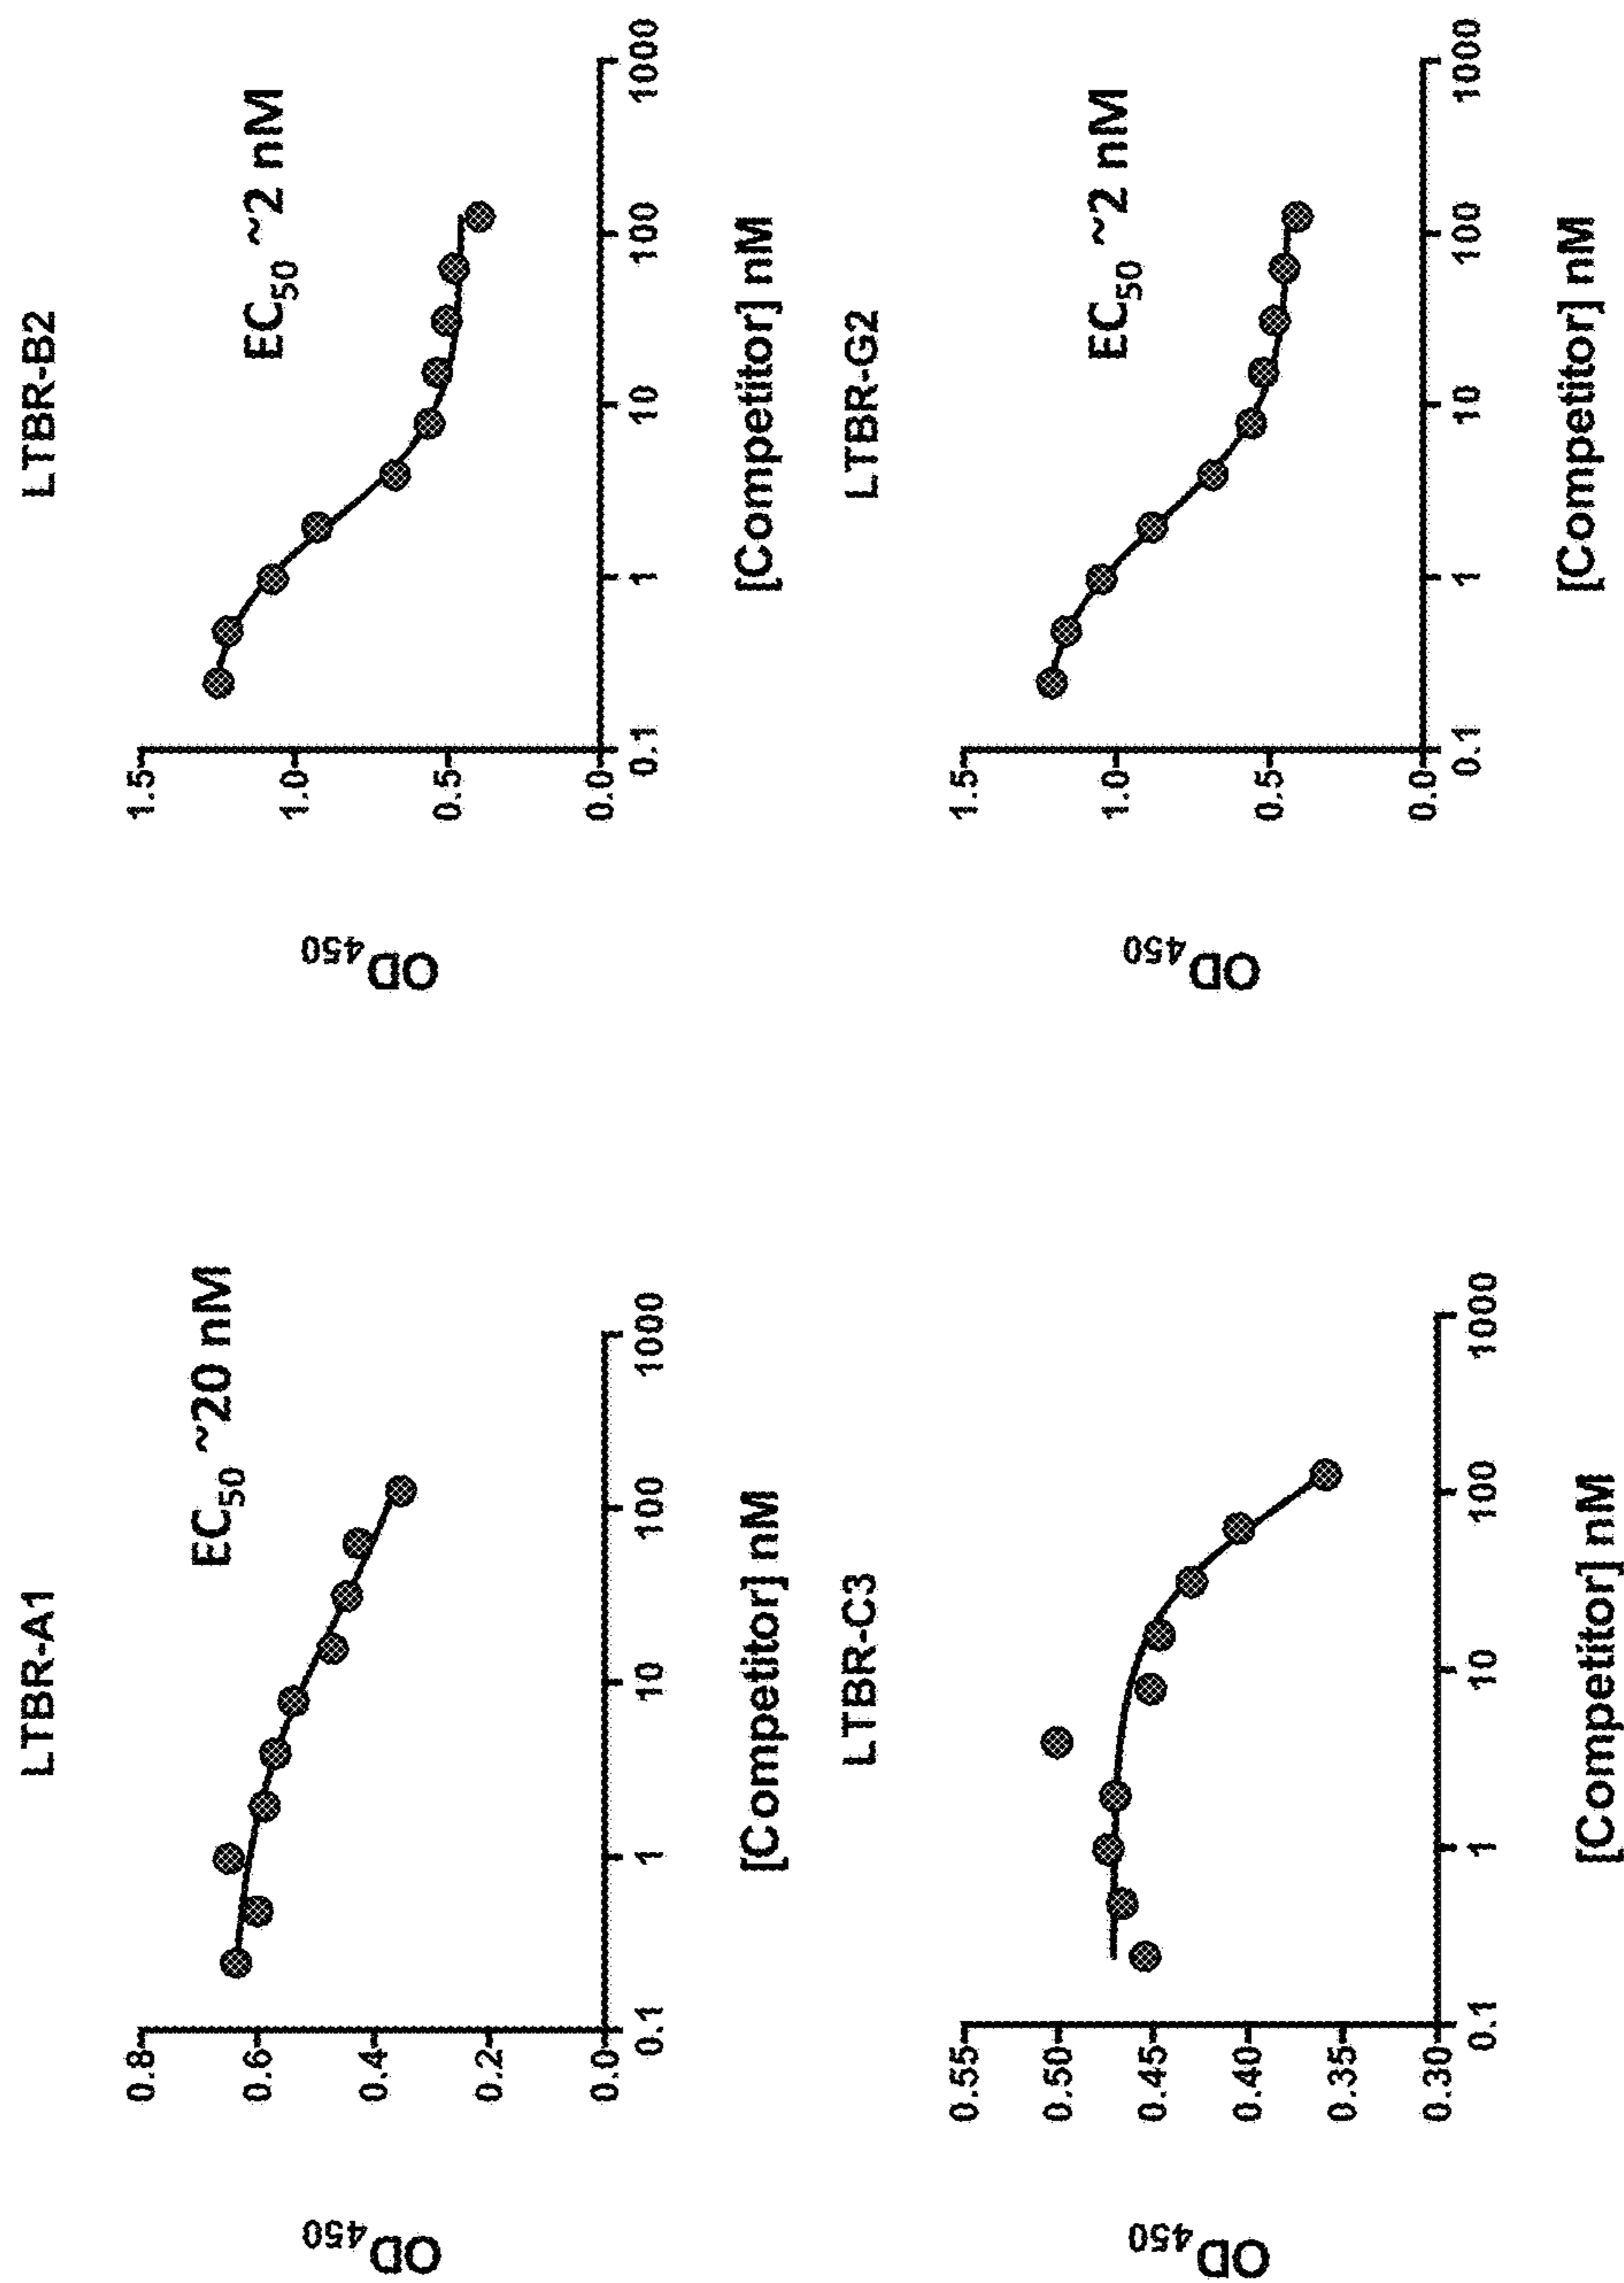 LTBR-A1
EC50 ~20 nM
OD450
0.8
0.6
0.4
0.2
0.0
0.1 1 10 100 1000
[Competitor] nM
LTBR-B2
EC50 ~2 nM
OD450
1.5
1.0
0.5
0.0
0.1 1 10 100 1000
[Competitor] nM
LTBR-C3
OD450
0.55
0.50
0.45
0.40
0.35
0.30
0.1 1 10 100 1000
[Competitor] nM
LTBR-G2
EC50 ~2 nM
OD450
1.5
1.0
0.5
0.0
0.1 1 10 100 1000
[Competitor] nM